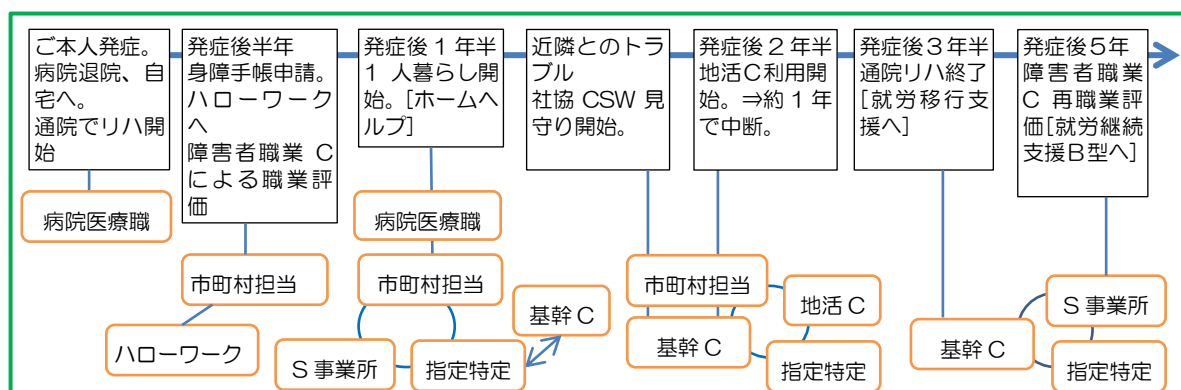 ご本人発症。
病院退院、自
宅へ。
通院でリハ開
始
発症後半年
身障手帳申請。
ハローワーク
へ
障害者職業 C
による職業評
価
発症後 1 年半
1 人暮らし開
始。[ホームヘ
ルプ]
近隣とのトラ
ブル
社協 CSW 見
守り開始。
発症後 2 年半
地活C利用開
始。⇒約 1 年
で中断。
発症後3年半
通院リハ終了
[就労移行支
援へ]
発症後5年
障害者職業
C 再職業評
価[就労継続
支援B型へ]
病院医療職
病院医療職
市町村担当
市町村担当
市町村担当
地活 C
S 事業所
基幹 C
ハローワーク
S 事業所
指定特定
基幹 C
指定特定
基幹 C
指定特定